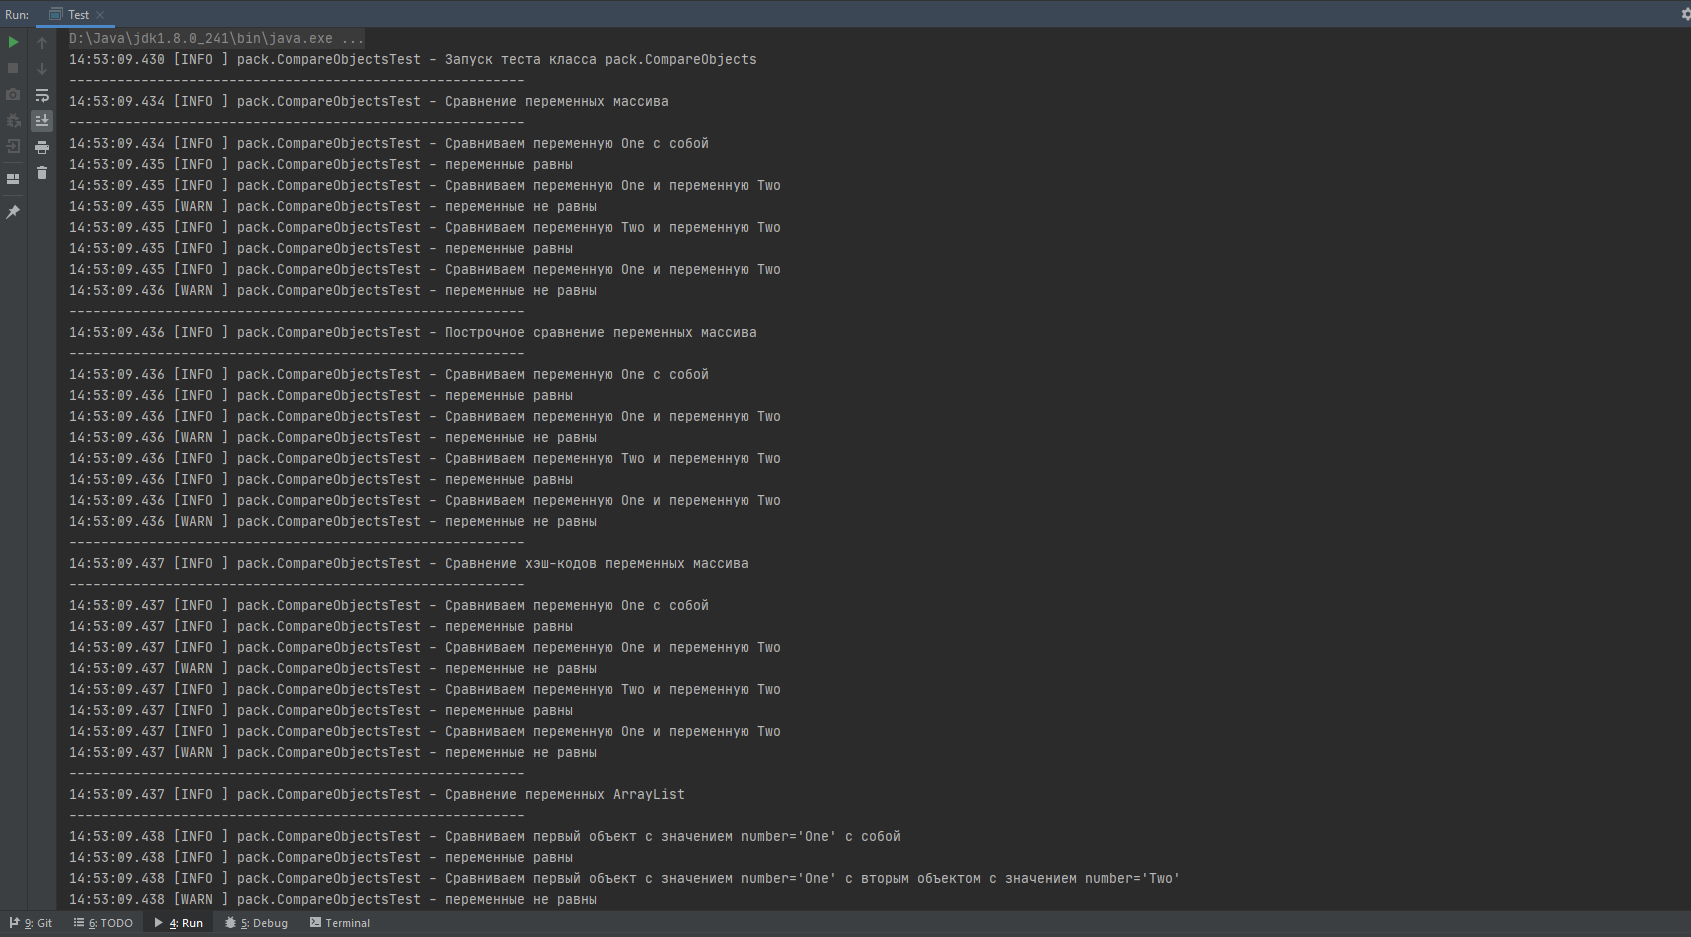 Run: Test
D:\Java\jdk1.8.0_241\bin\java.exe ...
14:53:09.430 [INFO ] pack.CompareObjectsTest - Запуск теста класса pack.CompareObjects
---------------------------------------------------------
14:53:09.434 [INFO ] pack.CompareObjectsTest - Сравнение переменных массива
---------------------------------------------------------
14:53:09.434 [INFO ] pack.CompareObjectsTest - Сравниваем переменную One с собой
14:53:09.435 [INFO ] pack.CompareObjectsTest - переменные равны
14:53:09.435 [INFO ] pack.CompareObjectsTest - Сравниваем переменную One и переменную Two
14:53:09.435 [WARN ] pack.CompareObjectsTest - переменные не равны
14:53:09.435 [INFO ] pack.CompareObjectsTest - Сравниваем переменную Two и переменную Two
14:53:09.435 [INFO ] pack.CompareObjectsTest - переменные равны
14:53:09.435 [INFO ] pack.CompareObjectsTest - Сравниваем переменную One и переменную Two
14:53:09.436 [WARN ] pack.CompareObjectsTest - переменные не равны
---------------------------------------------------------
14:53:09.436 [INFO ] pack.CompareObjectsTest - Построчное сравнение переменных массива
---------------------------------------------------------
14:53:09.436 [INFO ] pack.CompareObjectsTest - Сравниваем переменную One с собой
14:53:09.436 [INFO ] pack.CompareObjectsTest - переменные равны
14:53:09.436 [INFO ] pack.CompareObjectsTest - Сравниваем переменную One и переменную Two
14:53:09.436 [WARN ] pack.CompareObjectsTest - переменные не равны
14:53:09.436 [INFO ] pack.CompareObjectsTest - Сравниваем переменную Two и переменную Two
14:53:09.436 [INFO ] pack.CompareObjectsTest - переменные равны
14:53:09.436 [INFO ] pack.CompareObjectsTest - Сравниваем переменную One и переменную Two
14:53:09.436 [WARN ] pack.CompareObjectsTest - переменные не равны
---------------------------------------------------------
14:53:09.437 [INFO ] pack.CompareObjectsTest - Сравнение хэш-кодов переменных массива
---------------------------------------------------------
14:53:09.437 [INFO ] pack.CompareObjectsTest - Сравниваем переменную One с собой
14:53:09.437 [INFO ] pack.CompareObjectsTest - переменные равны
14:53:09.437 [INFO ] pack.CompareObjectsTest - Сравниваем переменную One и переменную Two
14:53:09.437 [WARN ] pack.CompareObjectsTest - переменные не равны
14:53:09.437 [INFO ] pack.CompareObjectsTest - Сравниваем переменную Two и переменную Two
14:53:09.437 [INFO ] pack.CompareObjectsTest - переменные равны
14:53:09.437 [INFO ] pack.CompareObjectsTest - Сравниваем переменную One и переменную Two
14:53:09.437 [WARN ] pack.CompareObjectsTest - переменные не равны
---------------------------------------------------------
14:53:09.437 [INFO ] pack.CompareObjectsTest - Сравнение переменных ArrayList
---------------------------------------------------------
14:53:09.438 [INFO ] pack.CompareObjectsTest - Сравниваем первый объект с значением number='One' с собой
14:53:09.438 [INFO ] pack.CompareObjectsTest - переменные равны
14:53:09.438 [INFO ] pack.CompareObjectsTest - Сравниваем первый объект с значением number='One' с вторым объектом с значением number='Two'
14:53:09.438 [WARN ] pack.CompareObjectsTest - переменные не равны
9: Git 6: TODO 4: Run 5: Debug Terminal